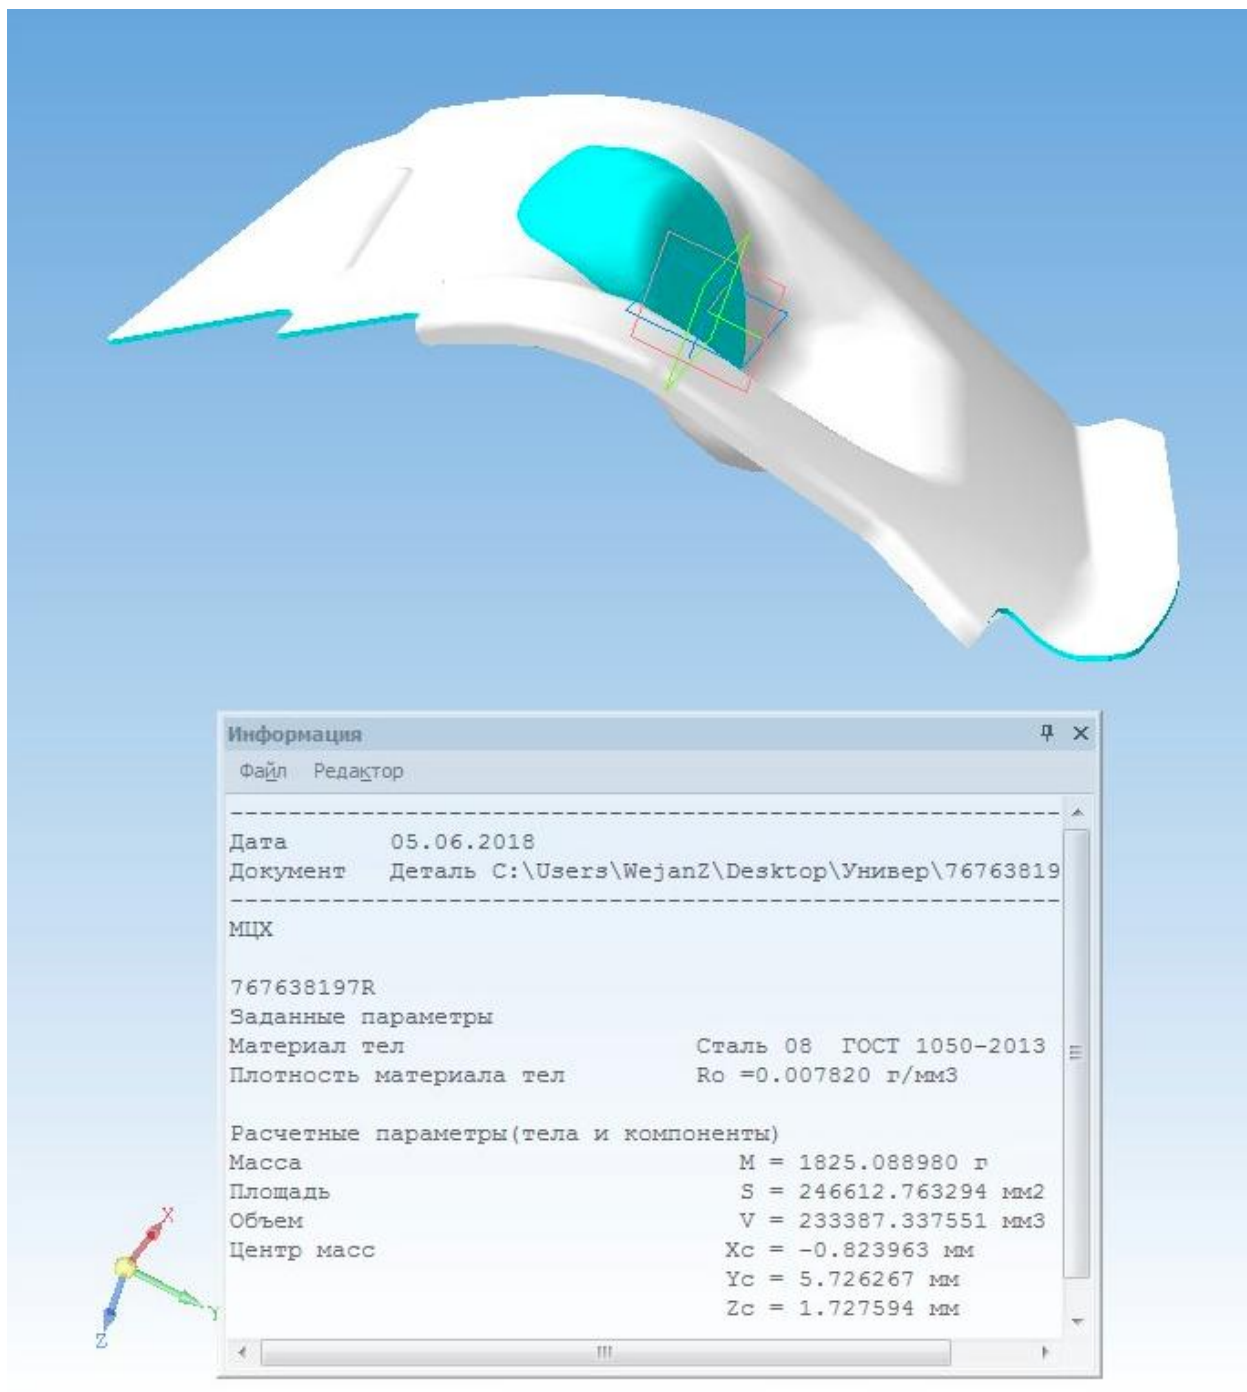 Информация
Файл Редактор
Дата 05.06.2018
Документ Деталь C:\Users\WejanZ\Desktop\Универ\76763819
МЦХ
767638197R
Заданные параметры
Материал тел Сталь 08 ГОСТ 1050-2013
Плотность материала тел Ro =0.007820 г/мм3
Расчетные параметры(тела и компоненты)
Масса M = 1825.088980 г
Площадь S = 246612.763294 мм2
Объем V = 233387.337551 мм3
Центр масс Xc = -0.823963 мм
Yc = 5.726267 мм
Zc = 1.727594 мм
X
Y
Z